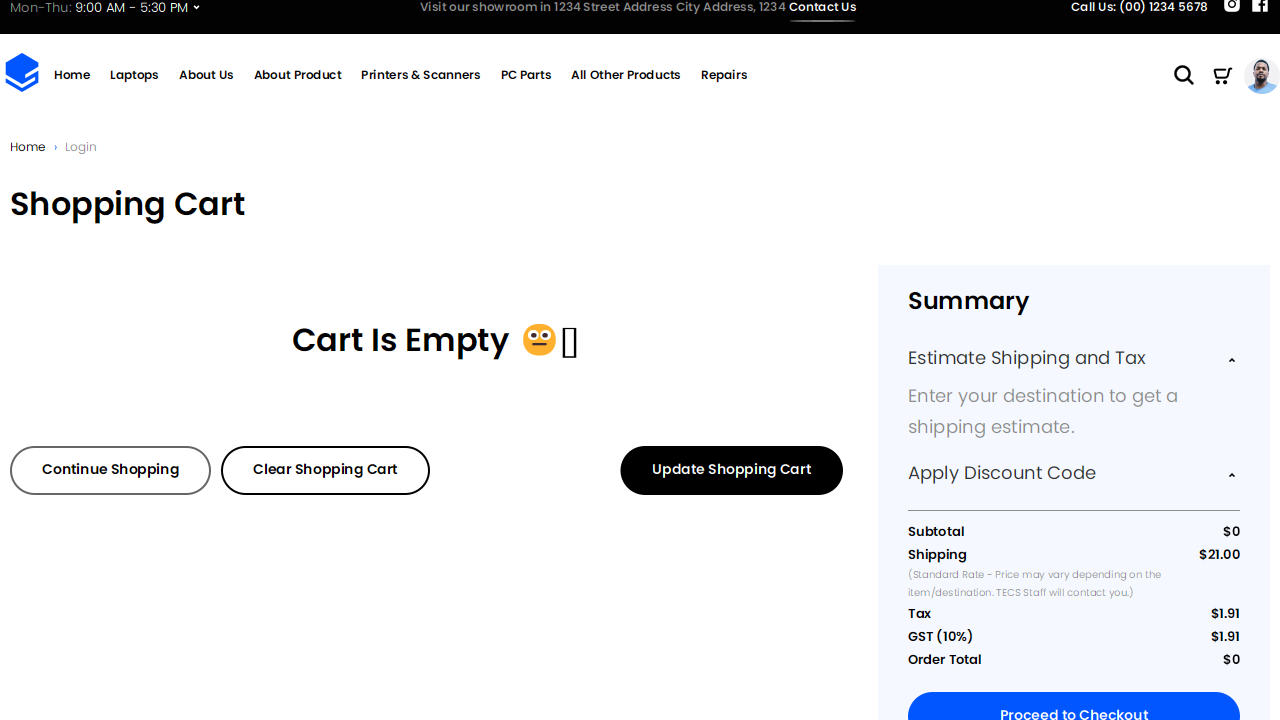 Mon-Thu: 9:00 AM - 5:30 PM
Visit our showroom in 1234 Street Address City Address, 1234 Contact Us
Call Us: (00) 1234 5678
Home Laptops About Us About Product Printers & Scanners PC Parts All Other Products Repairs
Home › Login
Shopping Cart
Cart Is Empty 😐
Continue Shopping
Clear Shopping Cart
Update Shopping Cart
Summary
Estimate Shipping and Tax
Enter your destination to get a
shipping estimate.
Apply Discount Code
Subtotal $0
Shipping $21.00
(Standard Rate - Price may vary depending on the
item/destination. TECS Staff will contact you.)
Tax $1.91
GST (10%) $1.91
Order Total $0
Proceed to Checkout